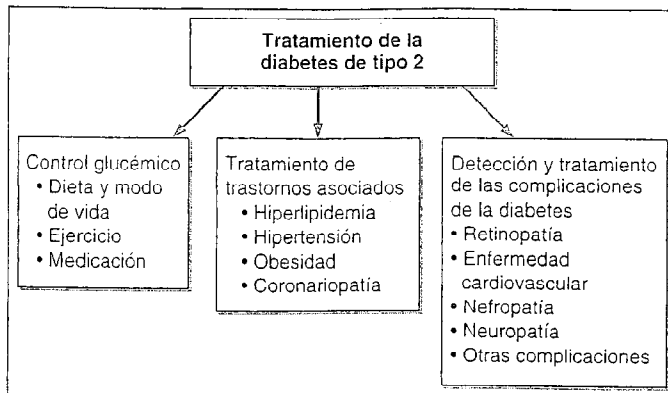 Tratamiento de la
diabetes de tipo 2
Control glucémico
• Dieta y modo
de vida
• Ejercicio
• Medicación
Tratamiento de
trastornos asociados
• Hiperlipidemia
• Hipertensión
• Obesidad
• Coronariopatía
Detección y tratamiento
de las complicaciones
de la diabetes
• Retinopatía
• Enfermedad
cardiovascular
• Nefropatía
• Neuropatía
• Otras complicaciones